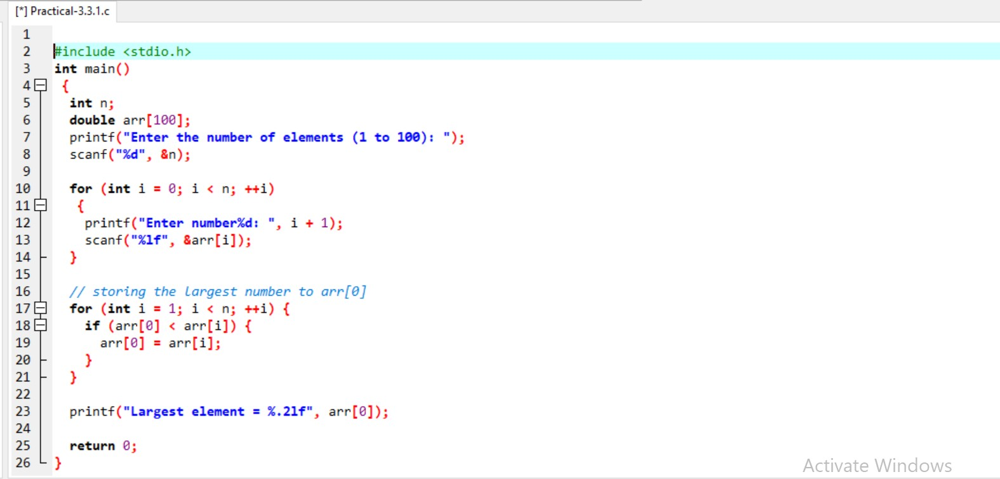 [*] Practical-3.3.1.c
1
2 #include <stdio.h>
3 int main()
4 {
5 int n;
6 double arr[100];
7 printf("Enter the number of elements (1 to 100): ");
8 scanf("%d", &n);
9
10 for (int i = 0; i < n; ++i)
11 {
12 printf("Enter number%d: ", i + 1);
13 scanf("%lf", &arr[i]);
14 }
15
16 // storing the largest number to arr[0]
17 for (int i = 1; i < n; ++i) {
18 if (arr[0] < arr[i]) {
19 arr[0] = arr[i];
20 }
21 }
22
23 printf("Largest element = %.2lf", arr[0]);
24
25 return 0;
26 }
Activate Windows